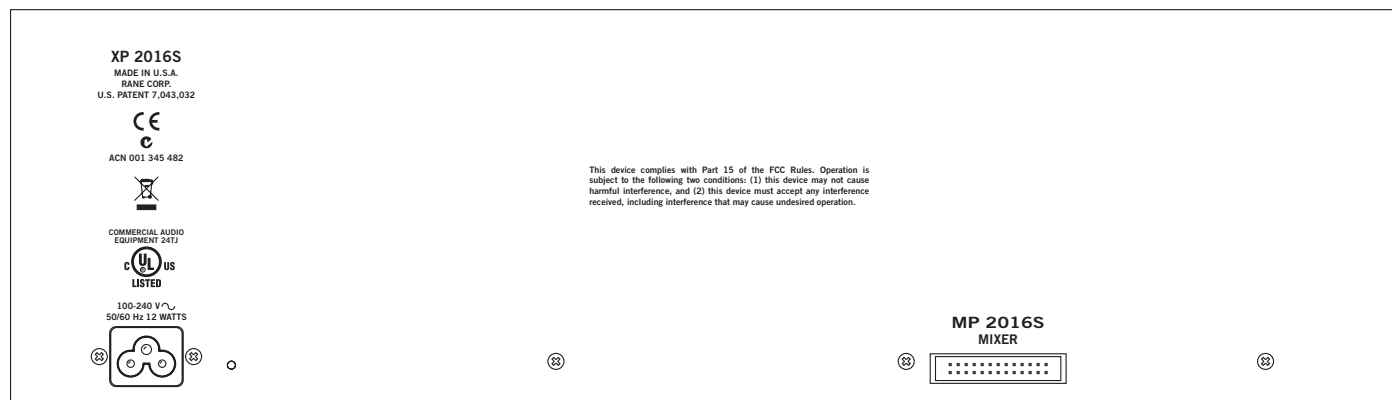 XP 2016S
MADE IN U.S.A.
RANE CORP.
U.S. PATENT 7,043,032
CE
ACN 001 345 482
COMMERCIAL AUDIO
EQUIPMENT 24TJ
C UL US
LISTED
100-240 V
50/60 Hz 12 WATTS
This device complies with Part 15 of the FCC Rules. Operation is
subject to the following two conditions: (1) this device may not cause
harmful interference, and (2) this device must accept any interference
received, including interference that may cause undesired operation.
MP 2016S
MIXER